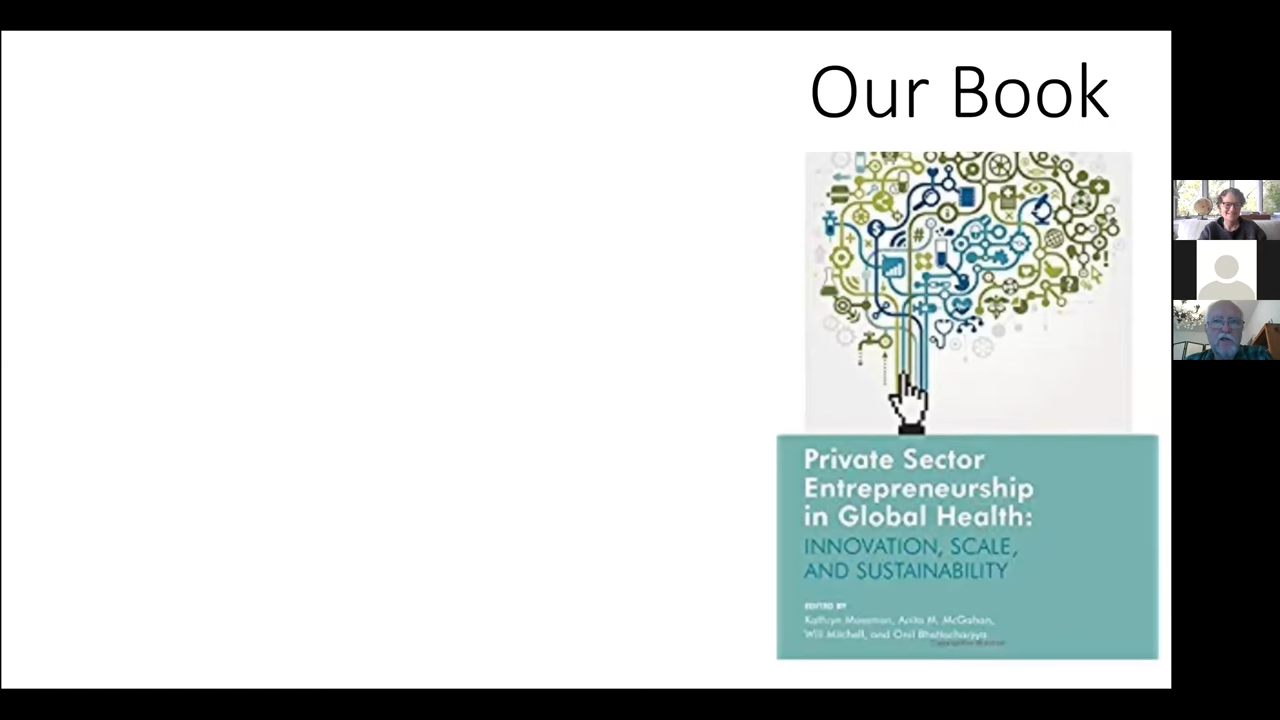 Our Book
Private Sector
Entrepreneurship
in Global Health:
INNOVATION, SCALE,
AND SUSTAINABILITY
EDITED BY
Kathryn Mossman, Anita M. McGahan,
Will Mitchell, and Onil Bhattacharyya